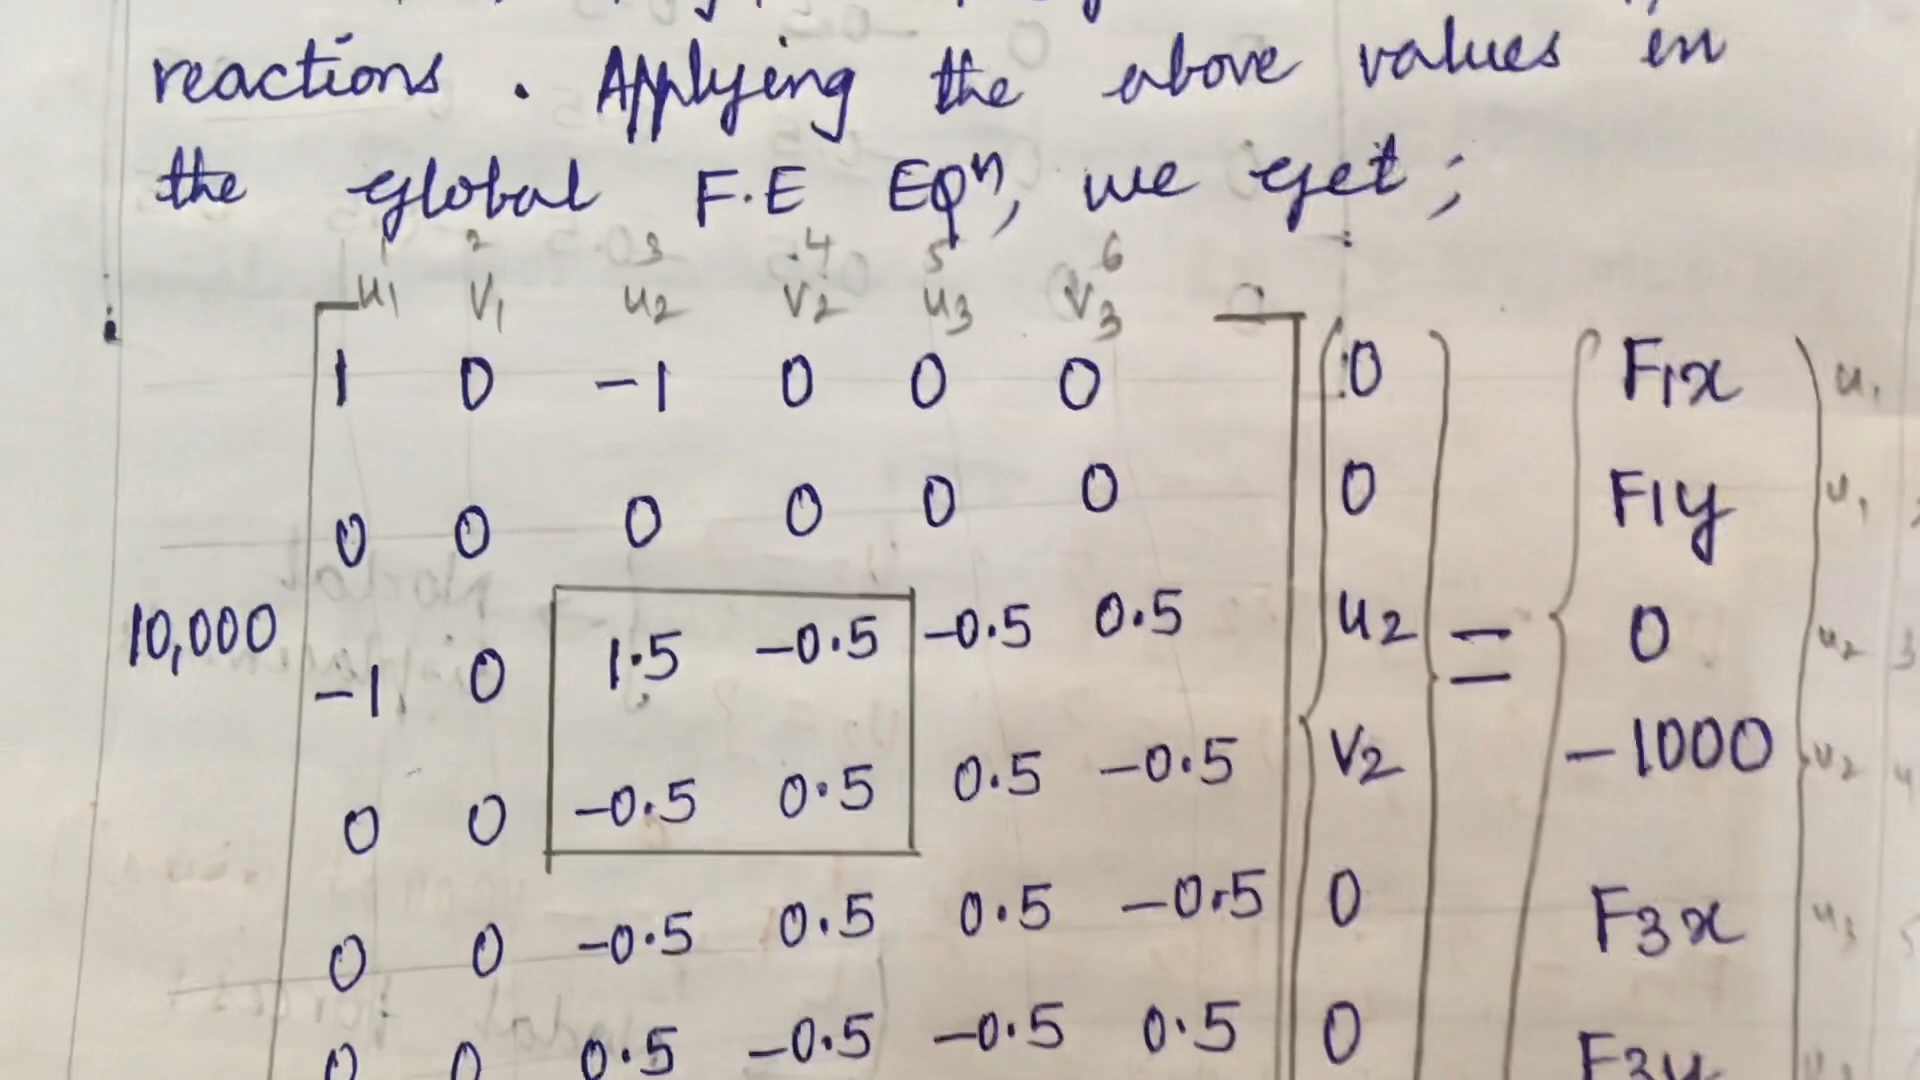 reactions. Applying the above values in
the global F.E EQⁿ, we get;
1 2 3 4 5 6
u1 V1 u2 V2 u3 V3
1 0 -1 0 0 0 0 F1x u1
0 0 0 0 0 0 0 F1y v1
10,000 -1 0 1.5 -0.5 -0.5 0.5 u2 = 0 u2 3
0 0 -0.5 0.5 0.5 -0.5 V2 -1000 v2 4
0 0 -0.5 0.5 0.5 -0.5 0 F3x u3 5
0 0 0.5 -0.5 -0.5 0.5 0 F3y